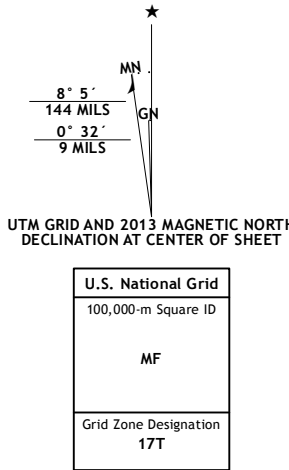 ★
MN
GN
8° 5´
144 MILS
0° 32´
9 MILS
UTM GRID AND 2013 MAGNETIC NORTH
DECLINATION AT CENTER OF SHEET
U.S. National Grid
100,000-m Square ID
MF
Grid Zone Designation
17T